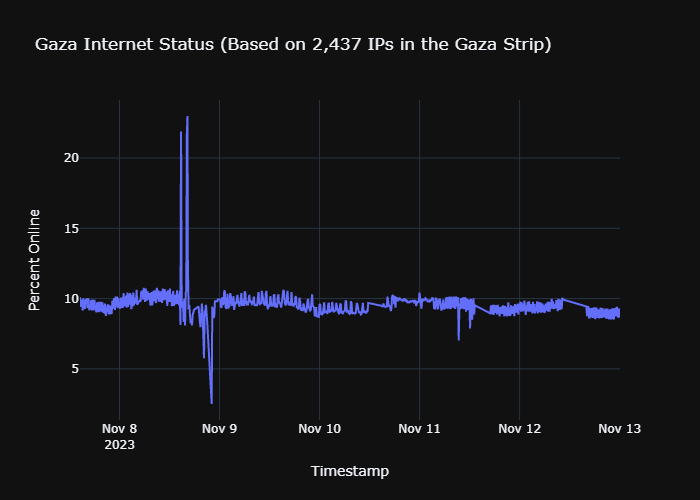 Gaza Internet Status (Based on 2,437 IPs in the Gaza Strip)
Percent Online
20
15
10
5
Nov 8 Nov 9 Nov 10 Nov 11 Nov 12 Nov 13
2023
Timestamp